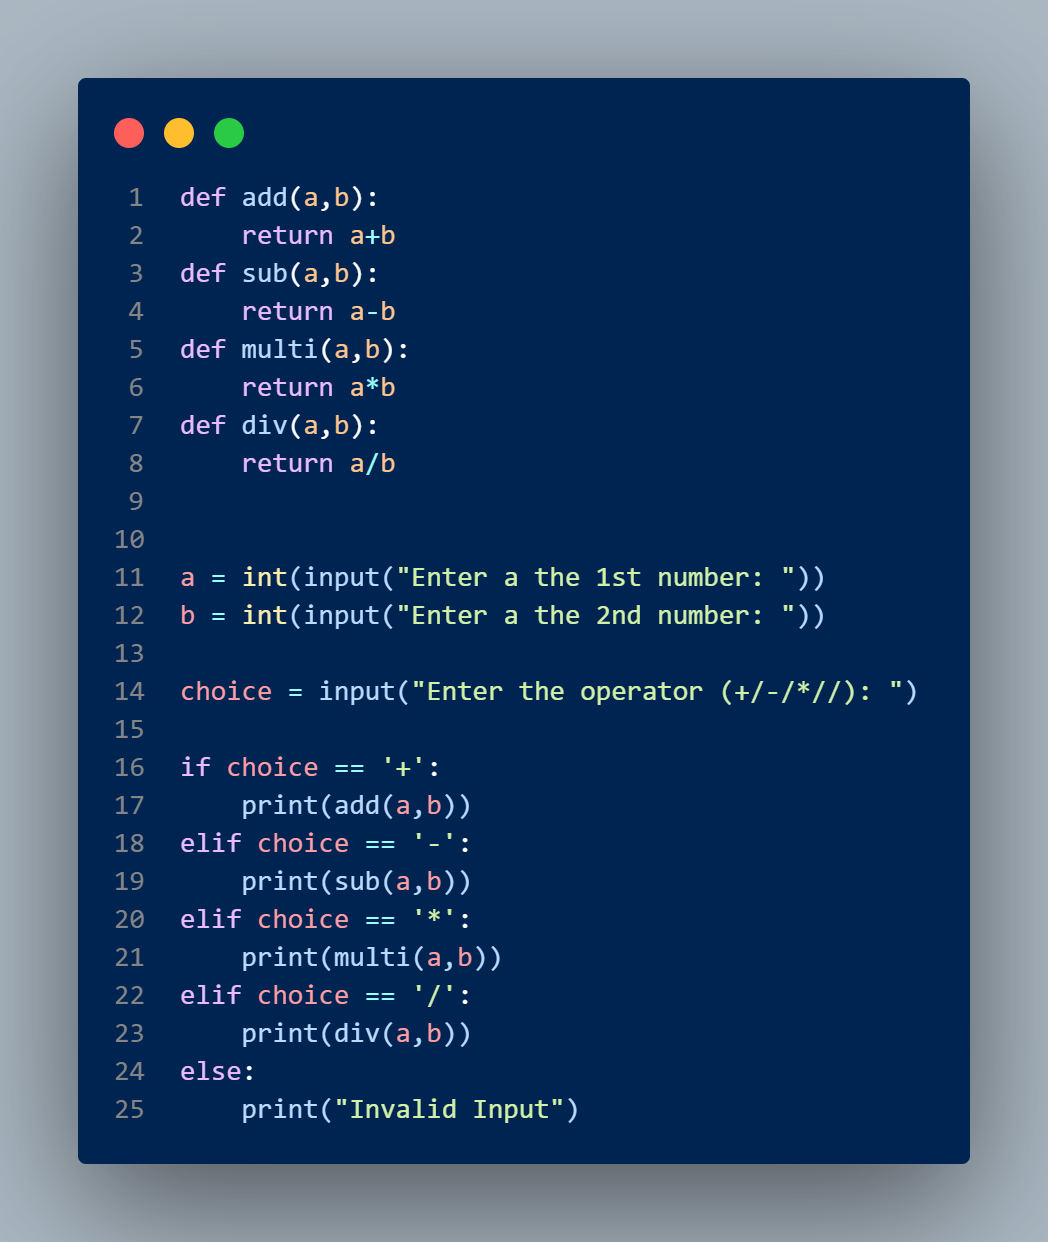 1 def add(a,b):
2     return a+b
3 def sub(a,b):
4     return a-b
5 def multi(a,b):
6     return a*b
7 def div(a,b):
8     return a/b
9
10
11 a = int(input("Enter a the 1st number: "))
12 b = int(input("Enter a the 2nd number: "))
13
14 choice = input("Enter the operator (+/-/*//): ")
15
16 if choice == '+':
17     print(add(a,b))
18 elif choice == '-':
19     print(sub(a,b))
20 elif choice == '*':
21     print(multi(a,b))
22 elif choice == '/':
23     print(div(a,b))
24 else:
25     print("Invalid Input")